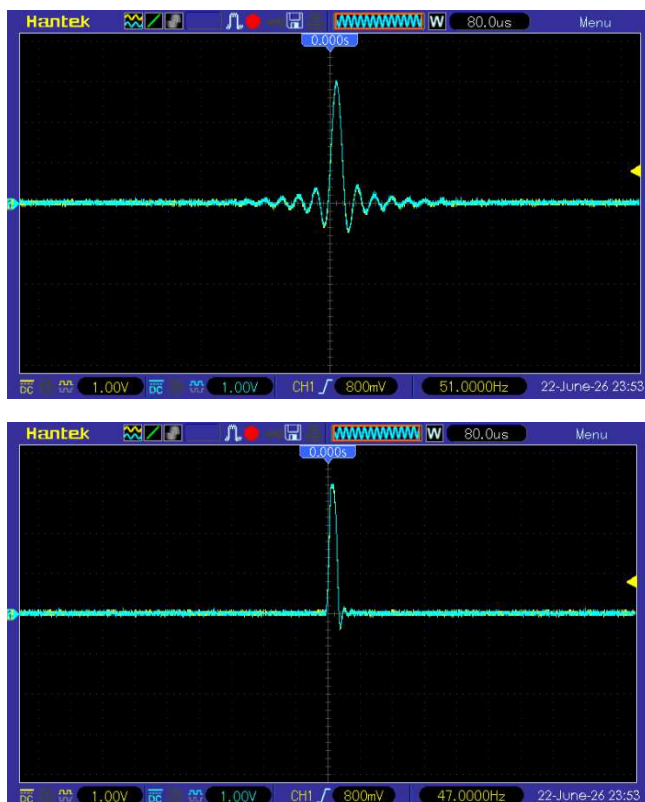 Hantek W 80.0us Menu
0.000s
DC 1.00V DC 1.00V CH1 800mV 51.0000Hz 22-June-26 23:53
Hantek W 80.0us Menu
0.000s
DC 1.00V DC 1.00V CH1 800mV 47.0000Hz 22-June-26 23:53